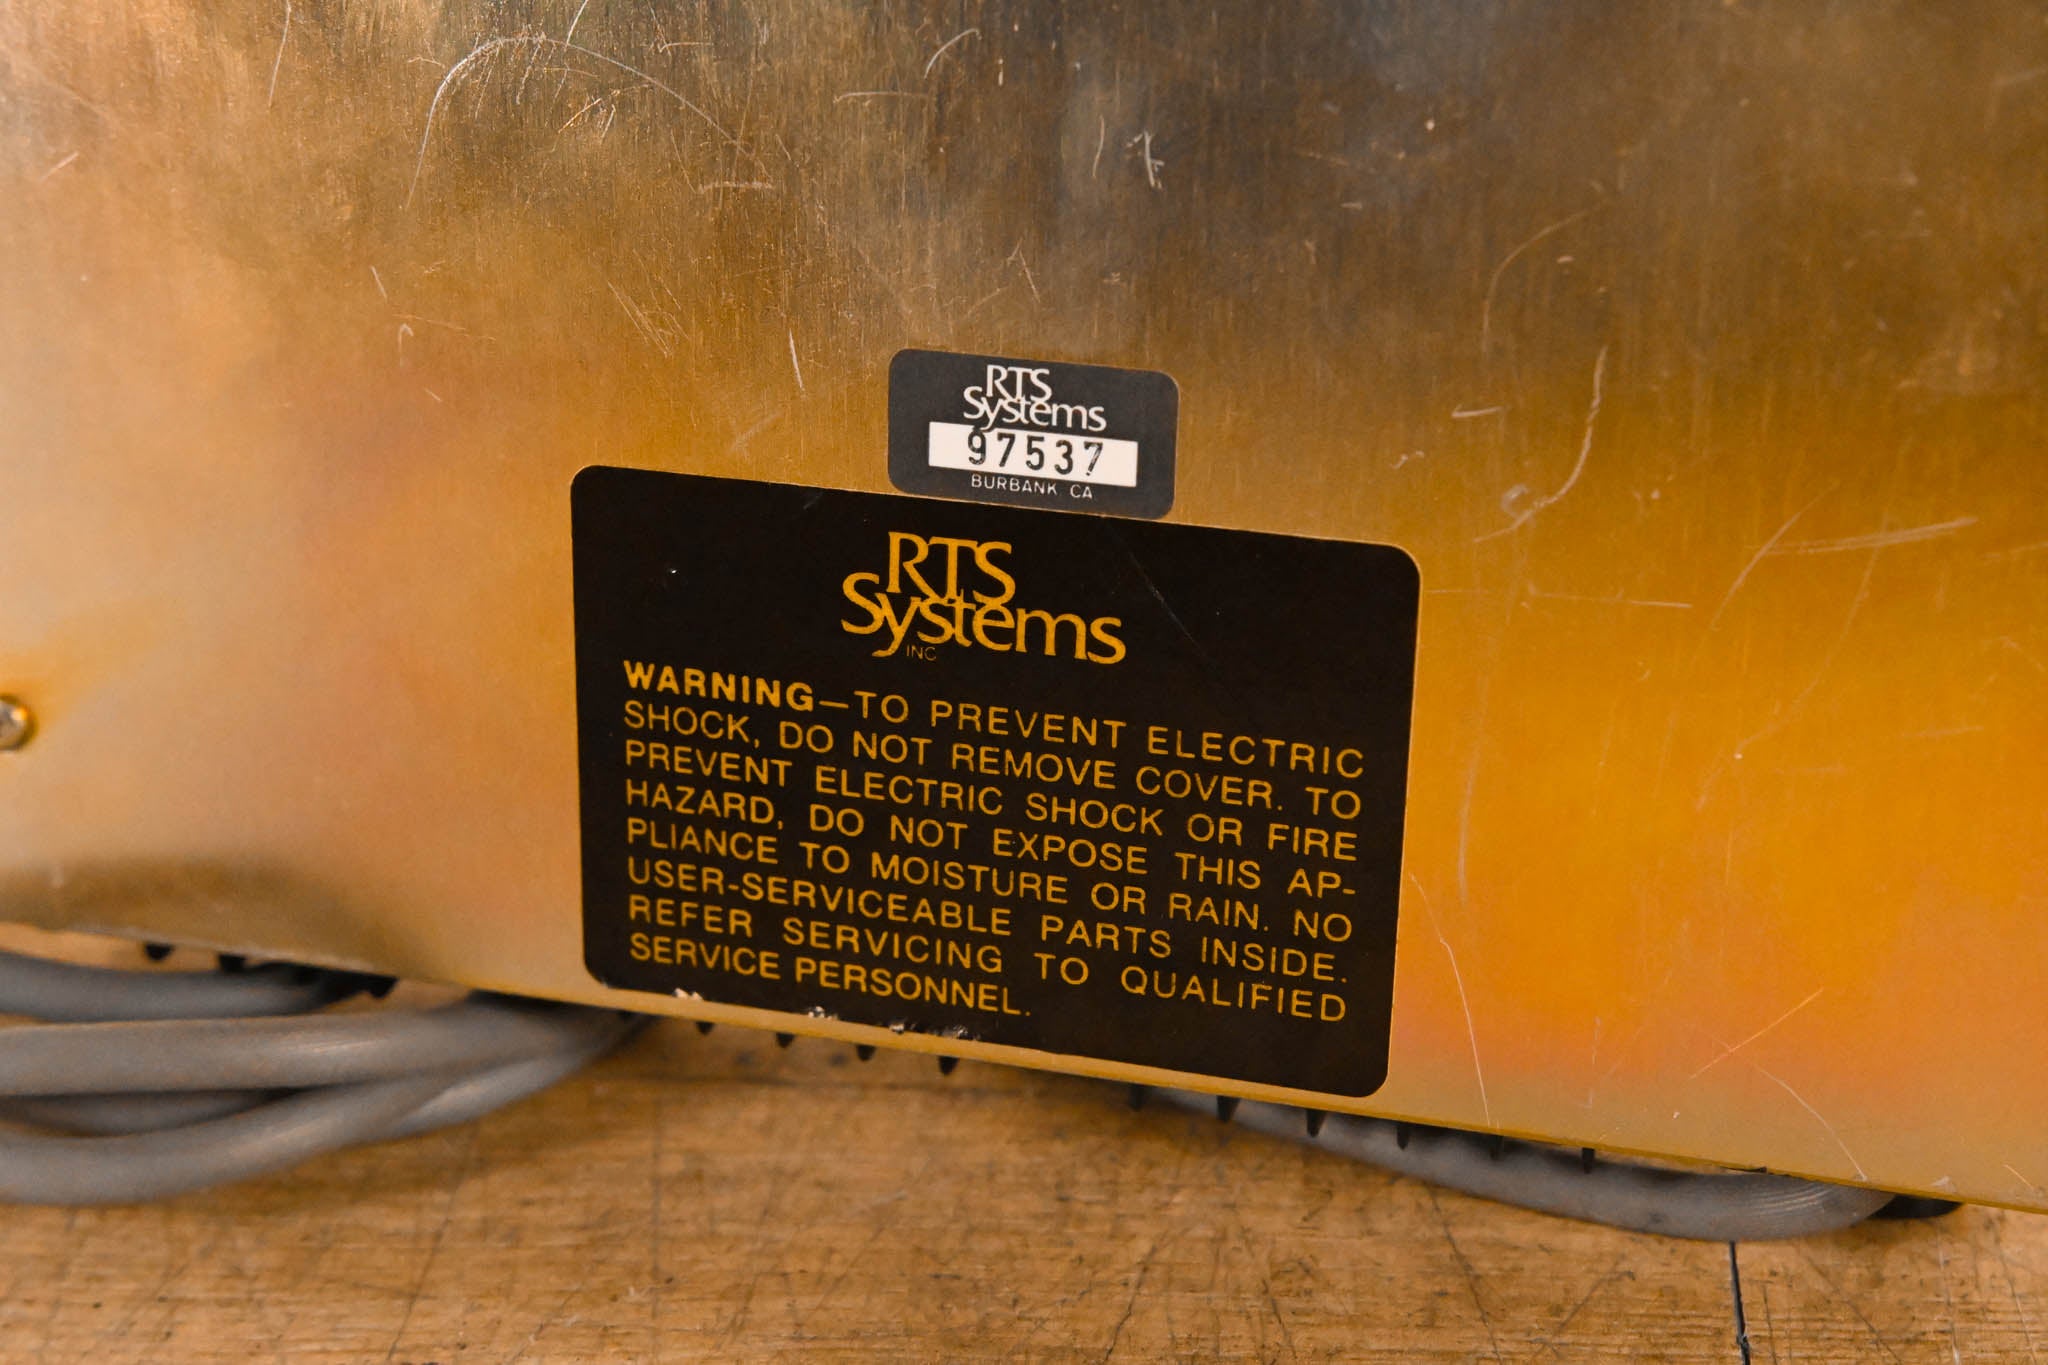 RTS
Systems
97537
BURBANK CA
RTS
Systems
INC
WARNING—TO PREVENT ELECTRIC
SHOCK, DO NOT REMOVE COVER. TO
PREVENT ELECTRIC SHOCK OR FIRE
HAZARD, DO NOT EXPOSE THIS AP-
PLIANCE TO MOISTURE OR RAIN. NO
USER-SERVICEABLE PARTS INSIDE.
REFER SERVICING TO QUALIFIED
SERVICE PERSONNEL.